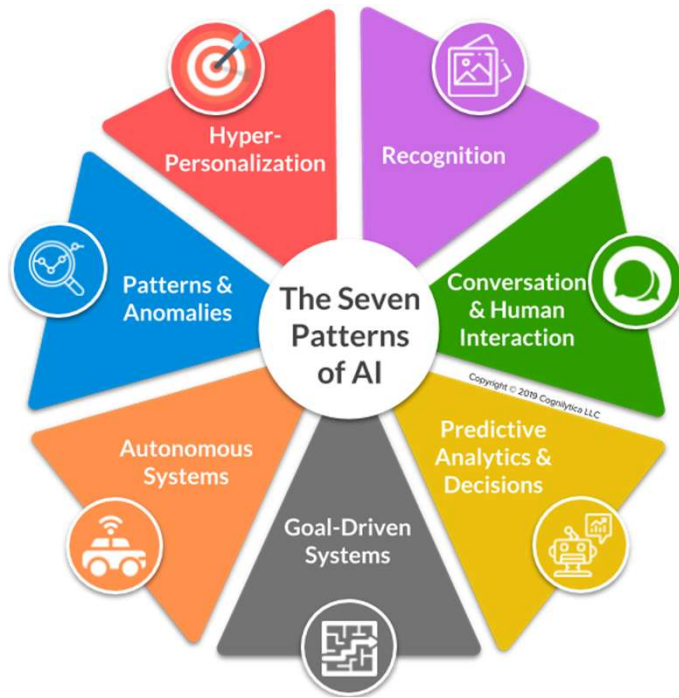 The Seven
Patterns
of AI
Hyper-
Personalization
Recognition
Conversation
& Human
Interaction
Copyright © 2019 Cognilytica LLC
Predictive
Analytics &
Decisions
Goal-Driven
Systems
Autonomous
Systems
Patterns &
Anomalies